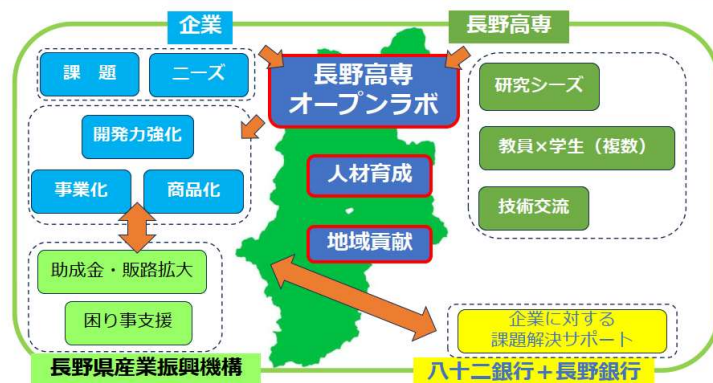 企業
長野高専
課 題
ニーズ
長野高専
オープンラボ
研究シーズ
開発力強化
教員×学生（複数）
事業化
商品化
人材育成
技術交流
地域貢献
助成金・販路拡大
困り事支援
企業に対する
課題解決サポート
長野県産業振興機構
八十二銀行＋長野銀行